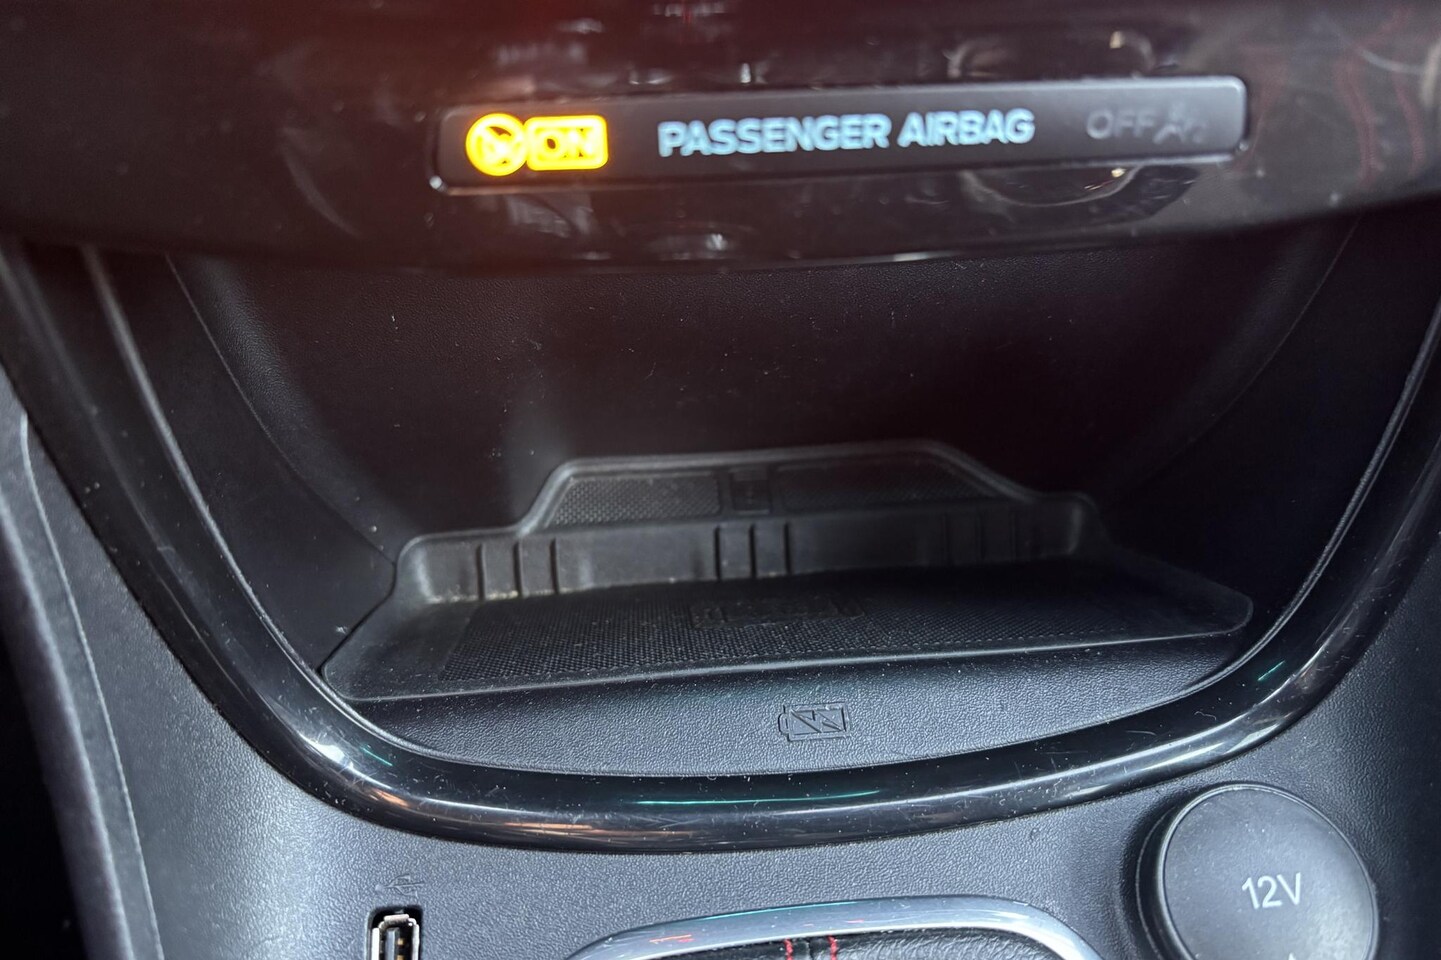 ON PASSENGER AIRBAG OFF
12V